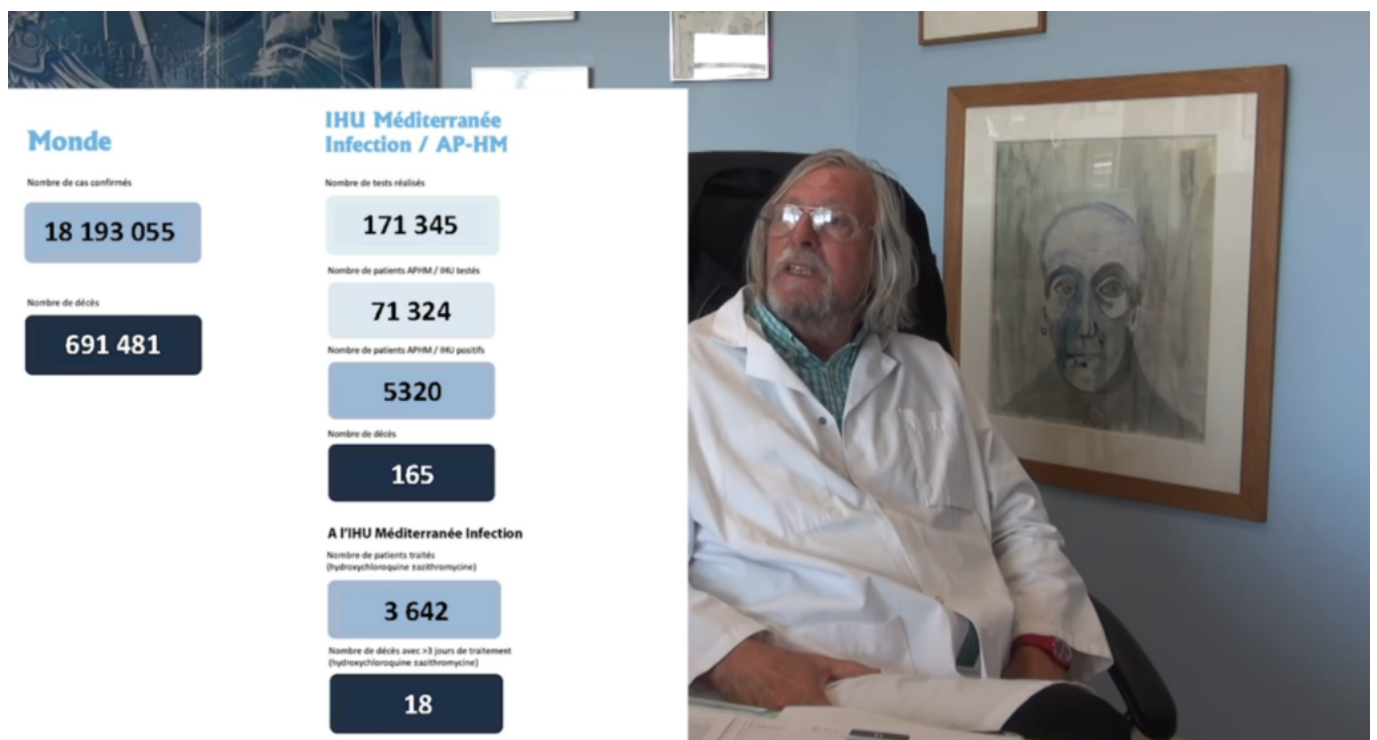 Monde
Nombre de cas confirmés
18 193 055
Nombre de décès
691 481
IHU Méditerranée
Infection / AP-HM
Nombre de tests réalisés
171 345
Nombre de patients APHM / IHU testés
71 324
Nombre de patients APHM / IHU positifs
5320
Nombre de décès
165
A l'IHU Méditerranée Infection
Nombre de patients traités
(hydroxychloroquine ±azithromycine)
3 642
Nombre de décès avec >3 jours de traitement
(hydroxychloroquine ±azithromycine)
18